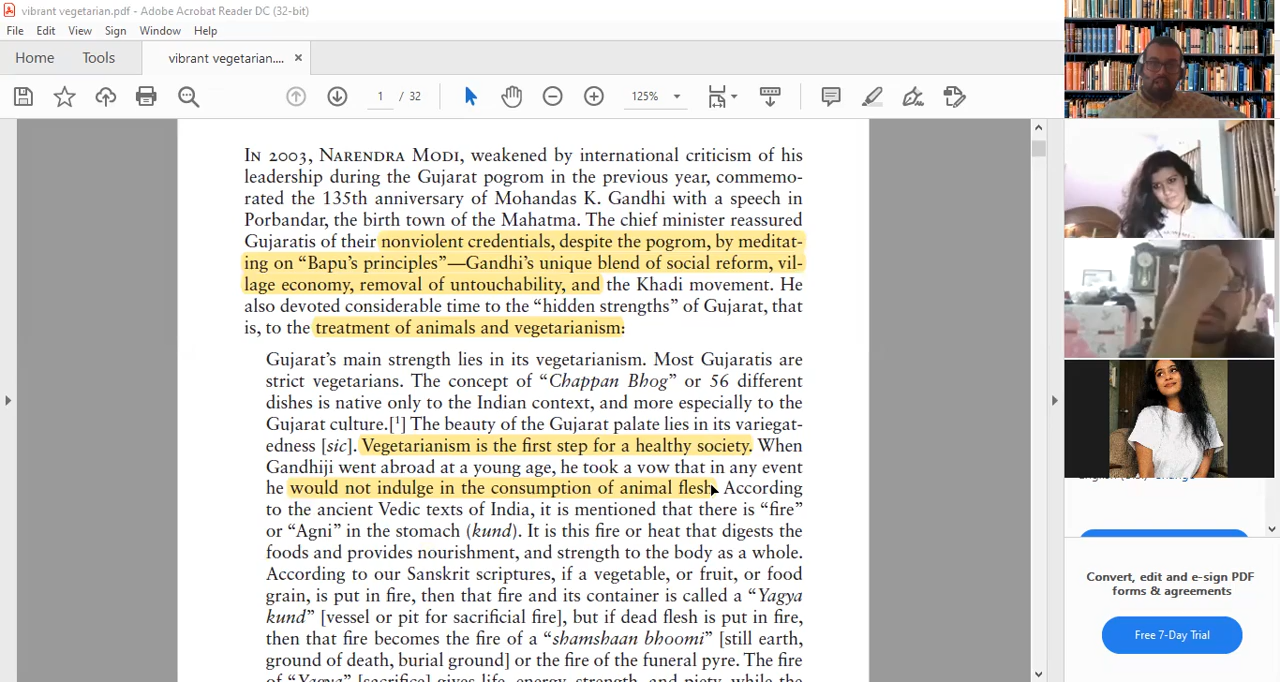 vibrant vegetarian.pdf - Adobe Acrobat Reader DC (32-bit)
File Edit View Sign Window Help
Home Tools vibrant vegetarian.... ×
1 / 32 125%
IN 2003, NARENDRA MODI, weakened by international criticism of his
leadership during the Gujarat pogrom in the previous year, commemo-
rated the 135th anniversary of Mohandas K. Gandhi with a speech in
Porbandar, the birth town of the Mahatma. The chief minister reassured
Gujaratis of their nonviolent credentials, despite the pogrom, by meditat-
ing on “Bapu’s principles”—Gandhi’s unique blend of social reform, vil-
lage economy, removal of untouchability, and the Khadi movement. He
also devoted considerable time to the “hidden strengths” of Gujarat, that
is, to the treatment of animals and vegetarianism:
Gujarat’s main strength lies in its vegetarianism. Most Gujaratis are
strict vegetarians. The concept of “Chappan Bhog” or 56 different
dishes is native only to the Indian context, and more especially to the
Gujarat culture.[¹] The beauty of the Gujarat palate lies in its variegat-
edness [sic]. Vegetarianism is the first step for a healthy society. When
Gandhiji went abroad at a young age, he took a vow that in any event
he would not indulge in the consumption of animal flesh. According
to the ancient Vedic texts of India, it is mentioned that there is “fire”
or “Agni” in the stomach (kund). It is this fire or heat that digests the
foods and provides nourishment, and strength to the body as a whole.
According to our Sanskrit scriptures, if a vegetable, or fruit, or food
grain, is put in fire, then that fire and its container is called a “Yagya
kund” [vessel or pit for sacrificial fire], but if dead flesh is put in fire,
then that fire becomes the fire of a “shamshaan bhoomi” [still earth,
ground of death, burial ground] or the fire of the funeral pyre. The fire
of “Yagya” [sacrifice] gives life, energy, strength, and piety, while the
Convert, edit and e-sign PDF
forms & agreements
Free 7-Day Trial